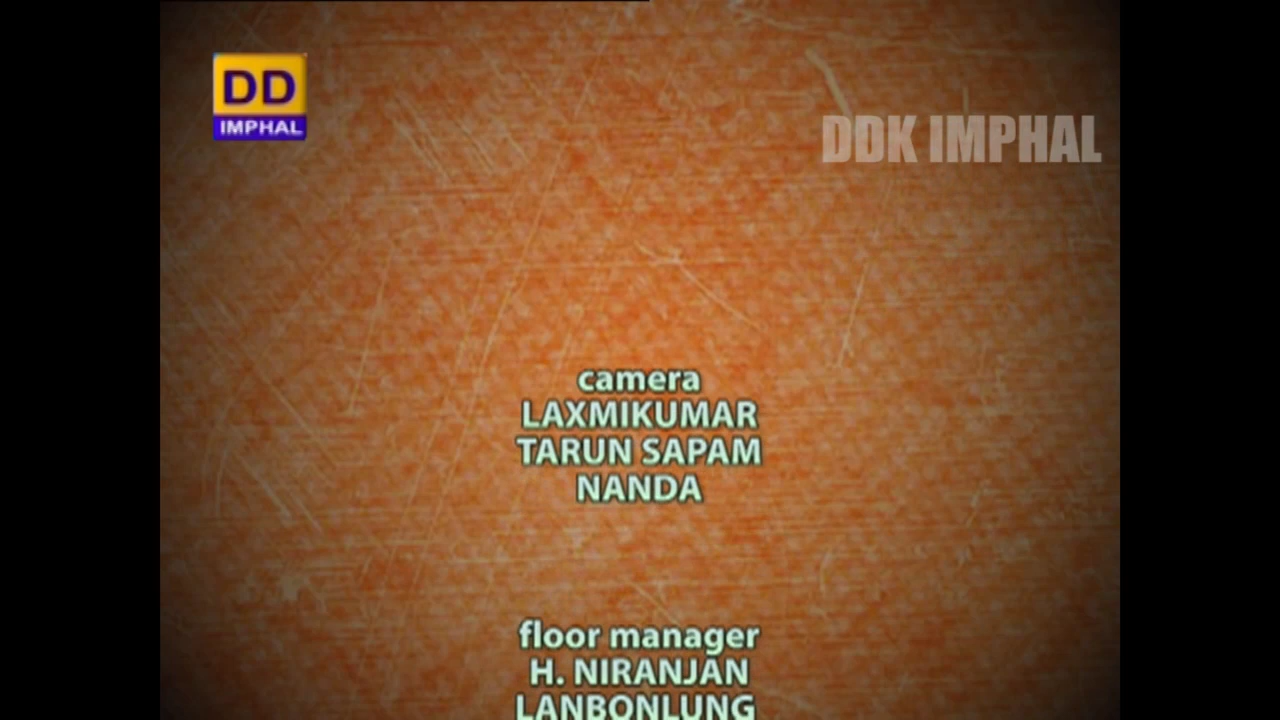 DD
IMPHAL
DDK IMPHAL
camera
LAXMIKUMAR
TARUN SAPAM
NANDA
floor manager
H. NIRANJAN
LANBONLUNG